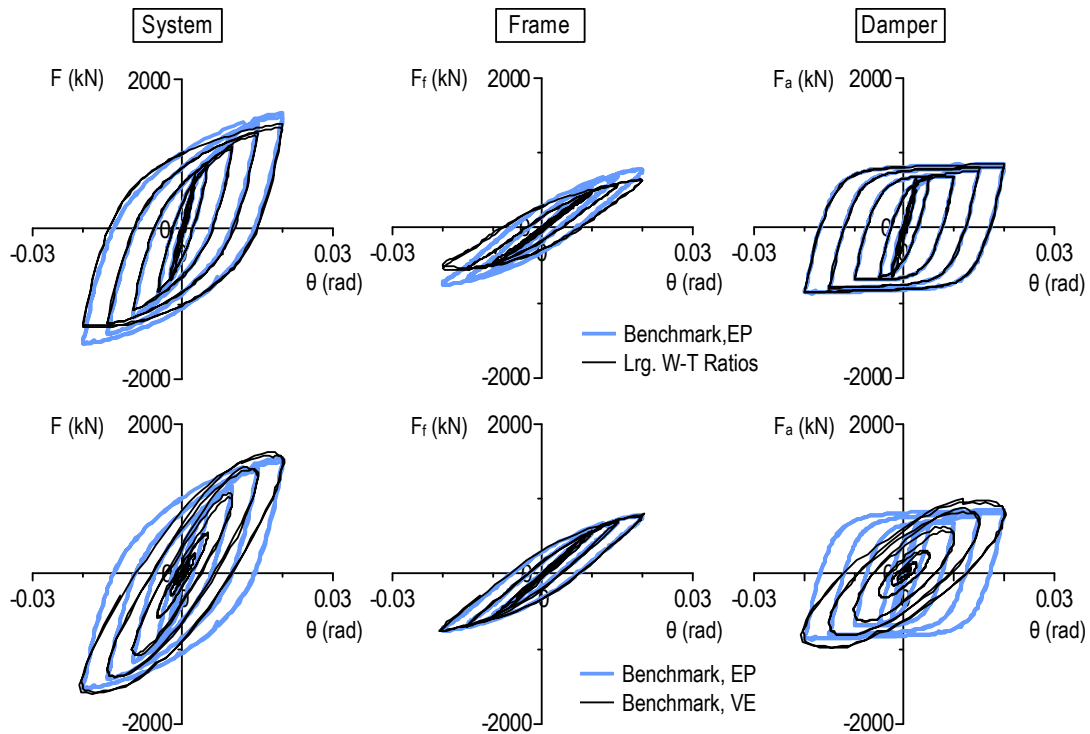 System
Frame
Damper
F (kN)
2000
0
-0.03
0.03
0
θ (rad)
-2000
Ff (kN)
2000
0
-0.03
0.03
0
θ (rad)
-2000
Benchmark,EP
Lrg. W-T Ratios
Fa (kN)
2000
0
-0.03
0.03
θ (rad)
-2000
F (kN)
2000
0
-0.03
0.03
θ (rad)
-2000
Ff (kN)
2000
0
-0.03
0.03
0
θ (rad)
-2000
Benchmark, EP
Benchmark, VE
Fa (kN)
2000
0
-0.03
0.03
θ (rad)
-2000